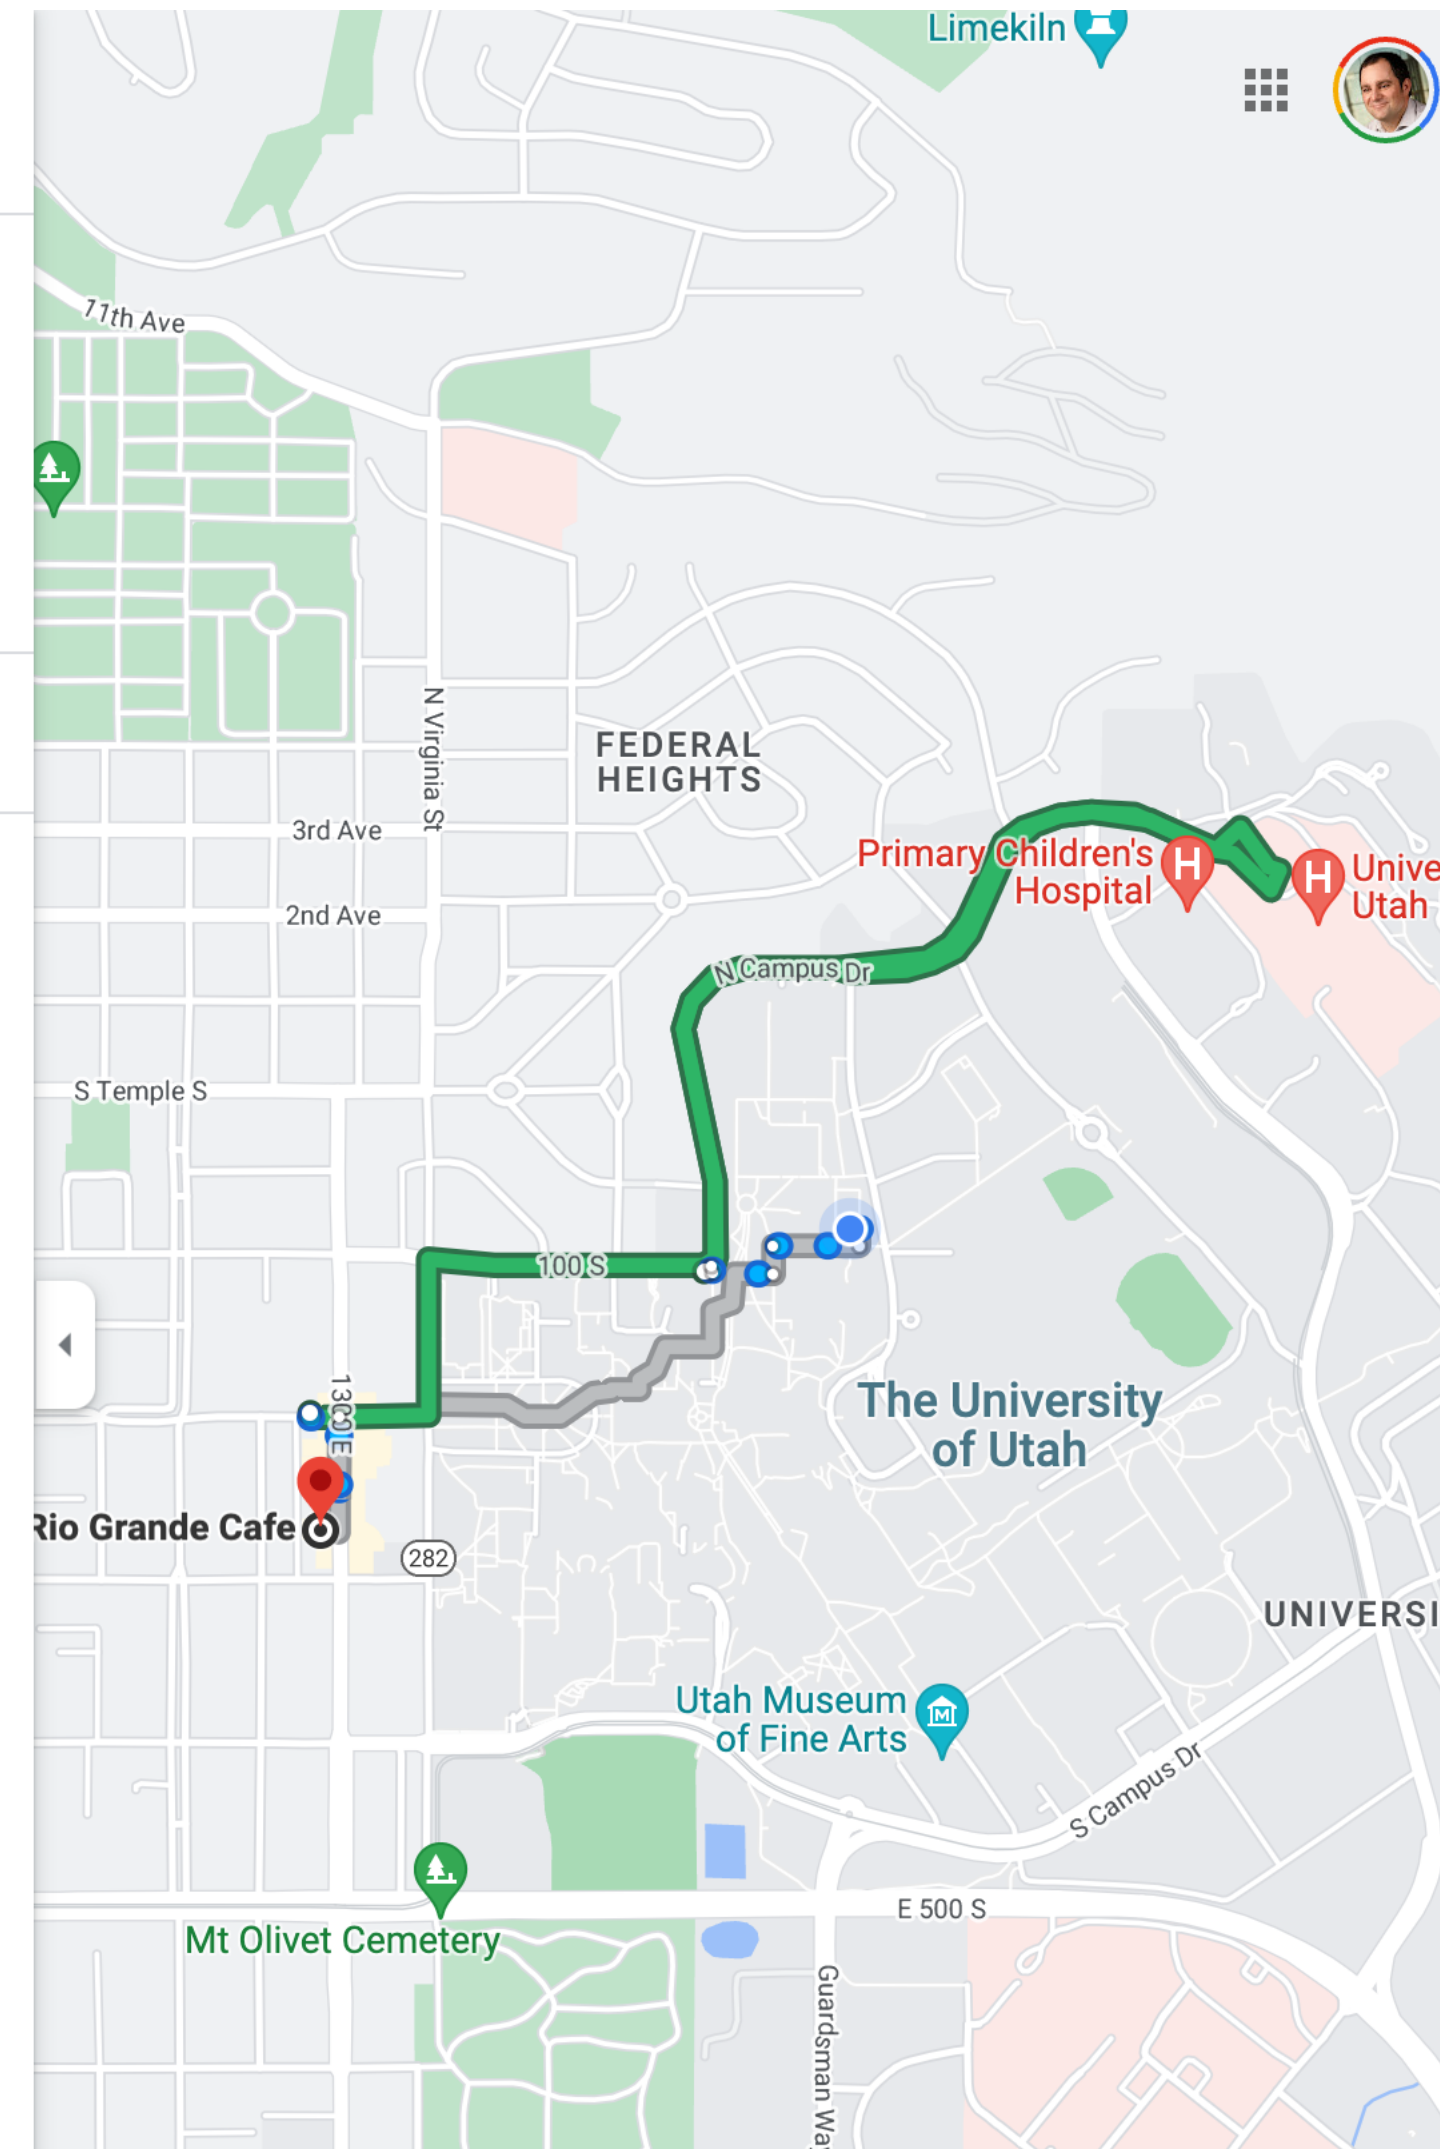 Limekiln
11th Ave
N Virginia St
FEDERAL
HEIGHTS
3rd Ave
Primary Children's
Hospital
H
H
Unive
Utah
2nd Ave
N Campus Dr
S Temple S
100 S
1300 E
The University
of Utah
Rio Grande Cafe
282
UNIVERSI
Utah Museum
of Fine Arts
M
S Campus Dr
E 500 S
Mt Olivet Cemetery
Guardsman Wa